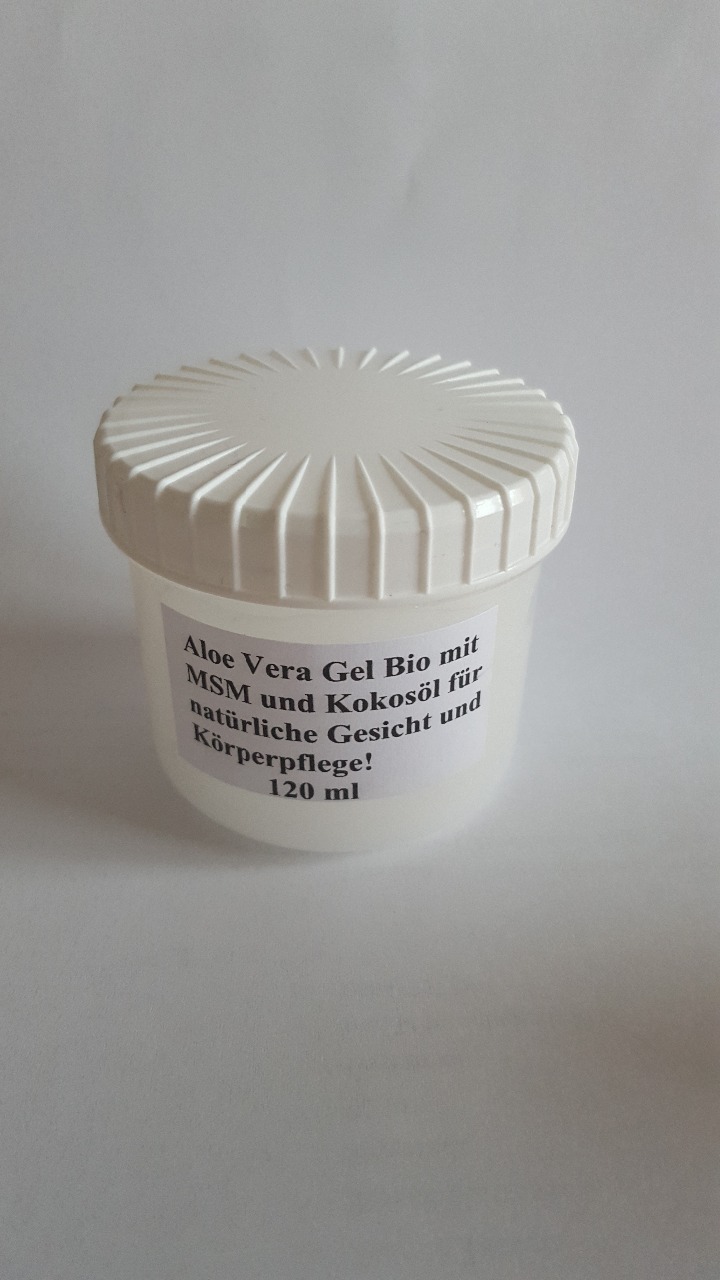 Aloe Vera Gel Bio mit
MSM und Kokosöl für
natürliche Gesicht und
Körperpflege!
120 ml